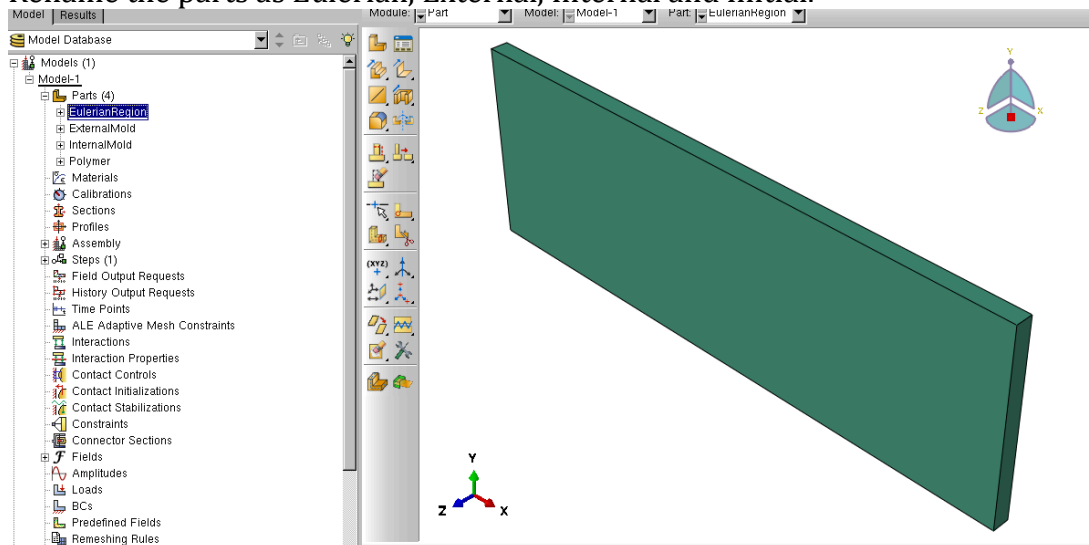 Rename the parts as Eulerian, External, Internal and Initial.
Model Results Module: Part Model: Model-1 Part: EulerianRegion
Model Database
Models (1)
Model-1
Parts (4)
EulerianRegion
ExternalMold
InternalMold
Polymer
Materials
Calibrations
Sections
Profiles
Assembly
Steps (1)
Field Output Requests
History Output Requests
Time Points
ALE Adaptive Mesh Constraints
Interactions
Interaction Properties
Contact Controls
Contact Initializations
Contact Stabilizations
Constraints
Connector Sections
Fields
Amplitudes
Loads
BCs
Predefined Fields
Remeshing Rules
(XYZ)
Y
Z X
Y
Z X